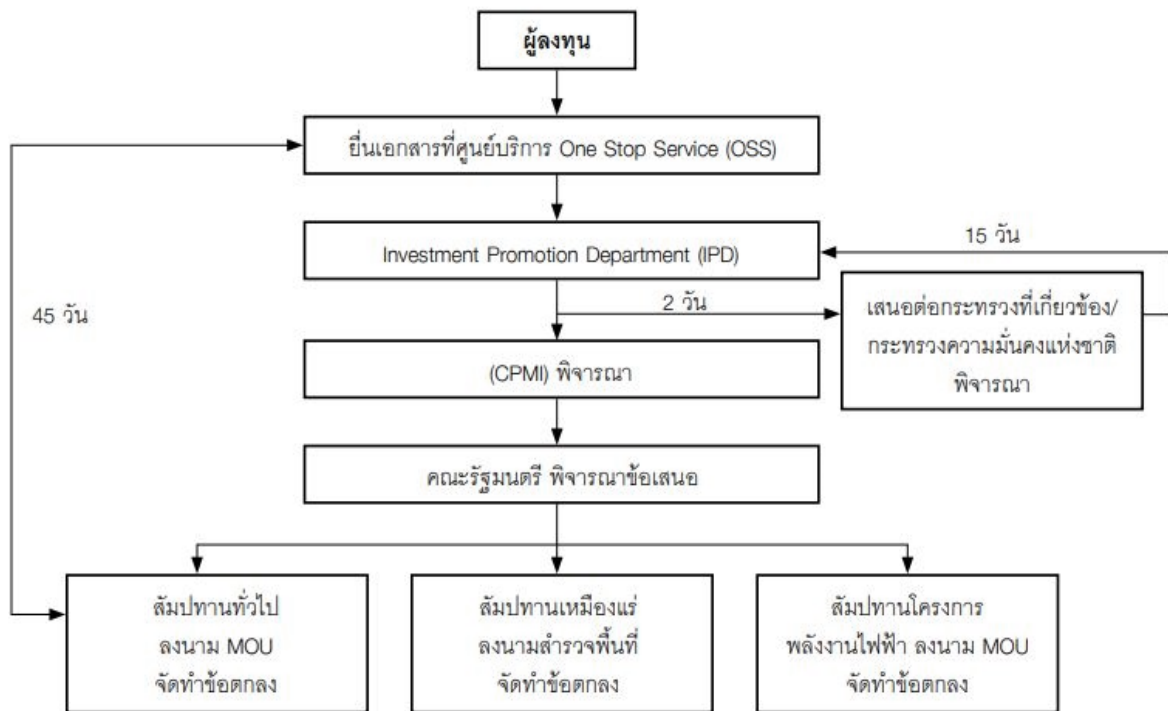 ผู้ลงทุน
ยื่นเอกสารที่ศูนย์บริการ One Stop Service (OSS)
Investment Promotion Department (IPD)
15 วัน
2 วัน
45 วัน
เสนอต่อกระทรวงที่เกี่ยวข้อง/
กระทรวงความมั่นคงแห่งชาติ
พิจารณา
(CPMI) พิจารณา
คณะรัฐมนตรี พิจารณาข้อเสนอ
สัมปทานทั่วไป
ลงนาม MOU
จัดทำข้อตกลง
สัมปทานเหมืองแร่
ลงนามสำรวจพื้นที่
จัดทำข้อตกลง
สัมปทานโครงการ
พลังงานไฟฟ้า ลงนาม MOU
จัดทำข้อตกลง